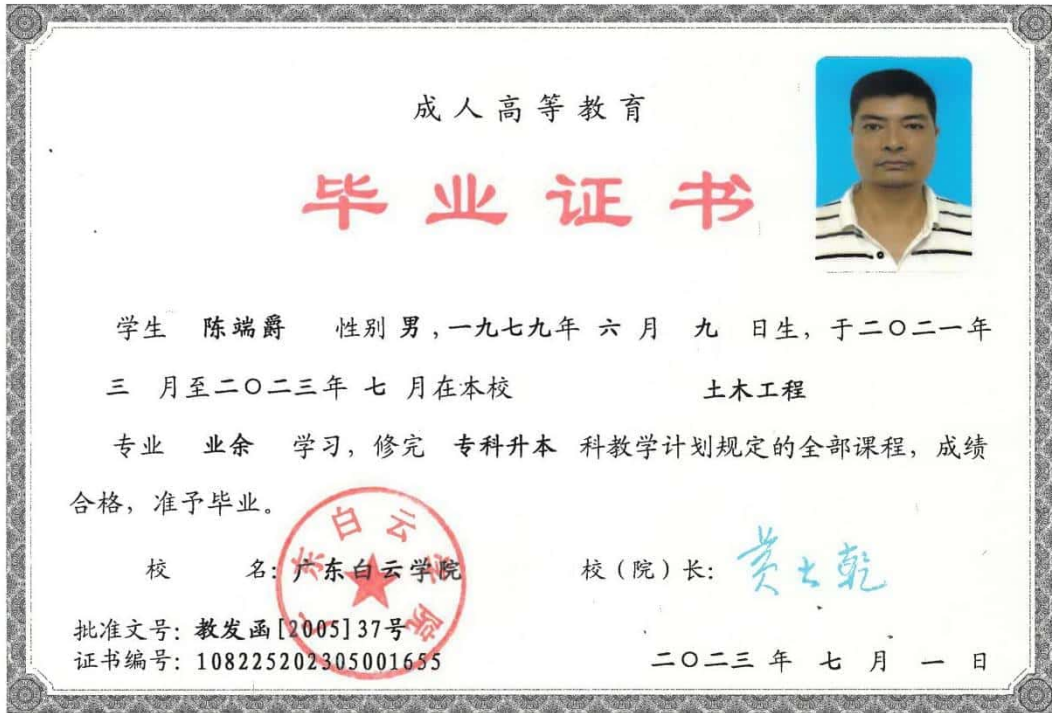 成人高等教育
毕业证书
学生 陈端爵 性别 男,一九七九年 六 月 九 日生，于二〇二一年
三 月至二〇二三年 七 月在本校 土木工程
专业 业余 学习，修完 专科升本 科教学计划规定的全部课程，成绩
合格，准予毕业。
校 名：广东白云学院
校（院）长：
广东白云学院
批准文号：教发函[2005]37号
证书编号：108225202305001655
二〇二三 年 七 月 一 日